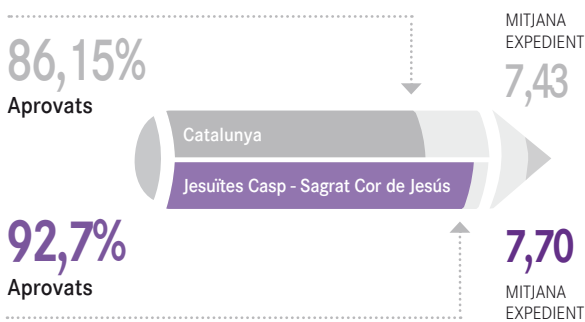 86,15%
Aprovats
MITJANA
EXPEDIENT
7,43
Catalunya
Jesuïtes Casp - Sagrat Cor de Jesús
92,7%
Aprovats
7,70
MITJANA
EXPEDIENT